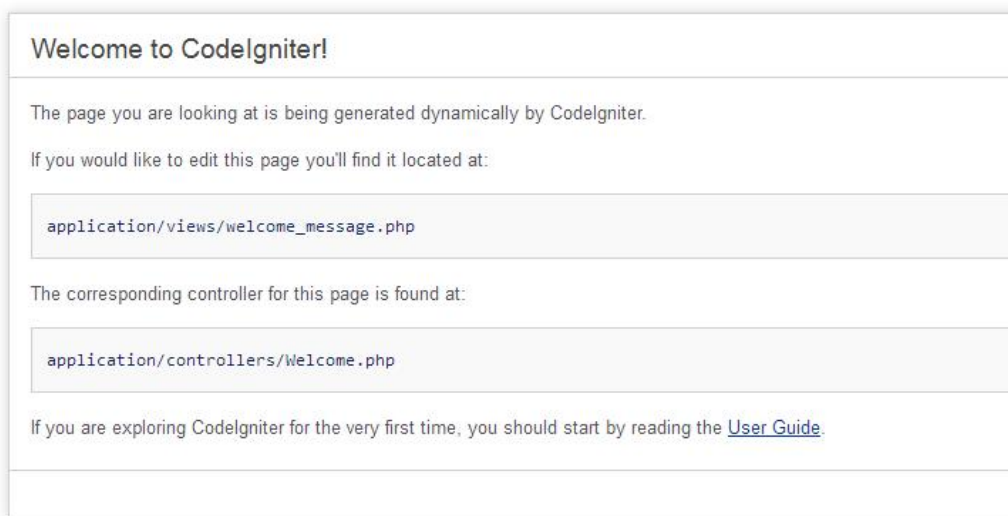 Welcome to CodeIgniter!
The page you are looking at is being generated dynamically by CodeIgniter.
If you would like to edit this page you'll find it located at:
application/views/welcome_message.php
The corresponding controller for this page is found at:
application/controllers/Welcome.php
If you are exploring CodeIgniter for the very first time, you should start by reading the User Guide.